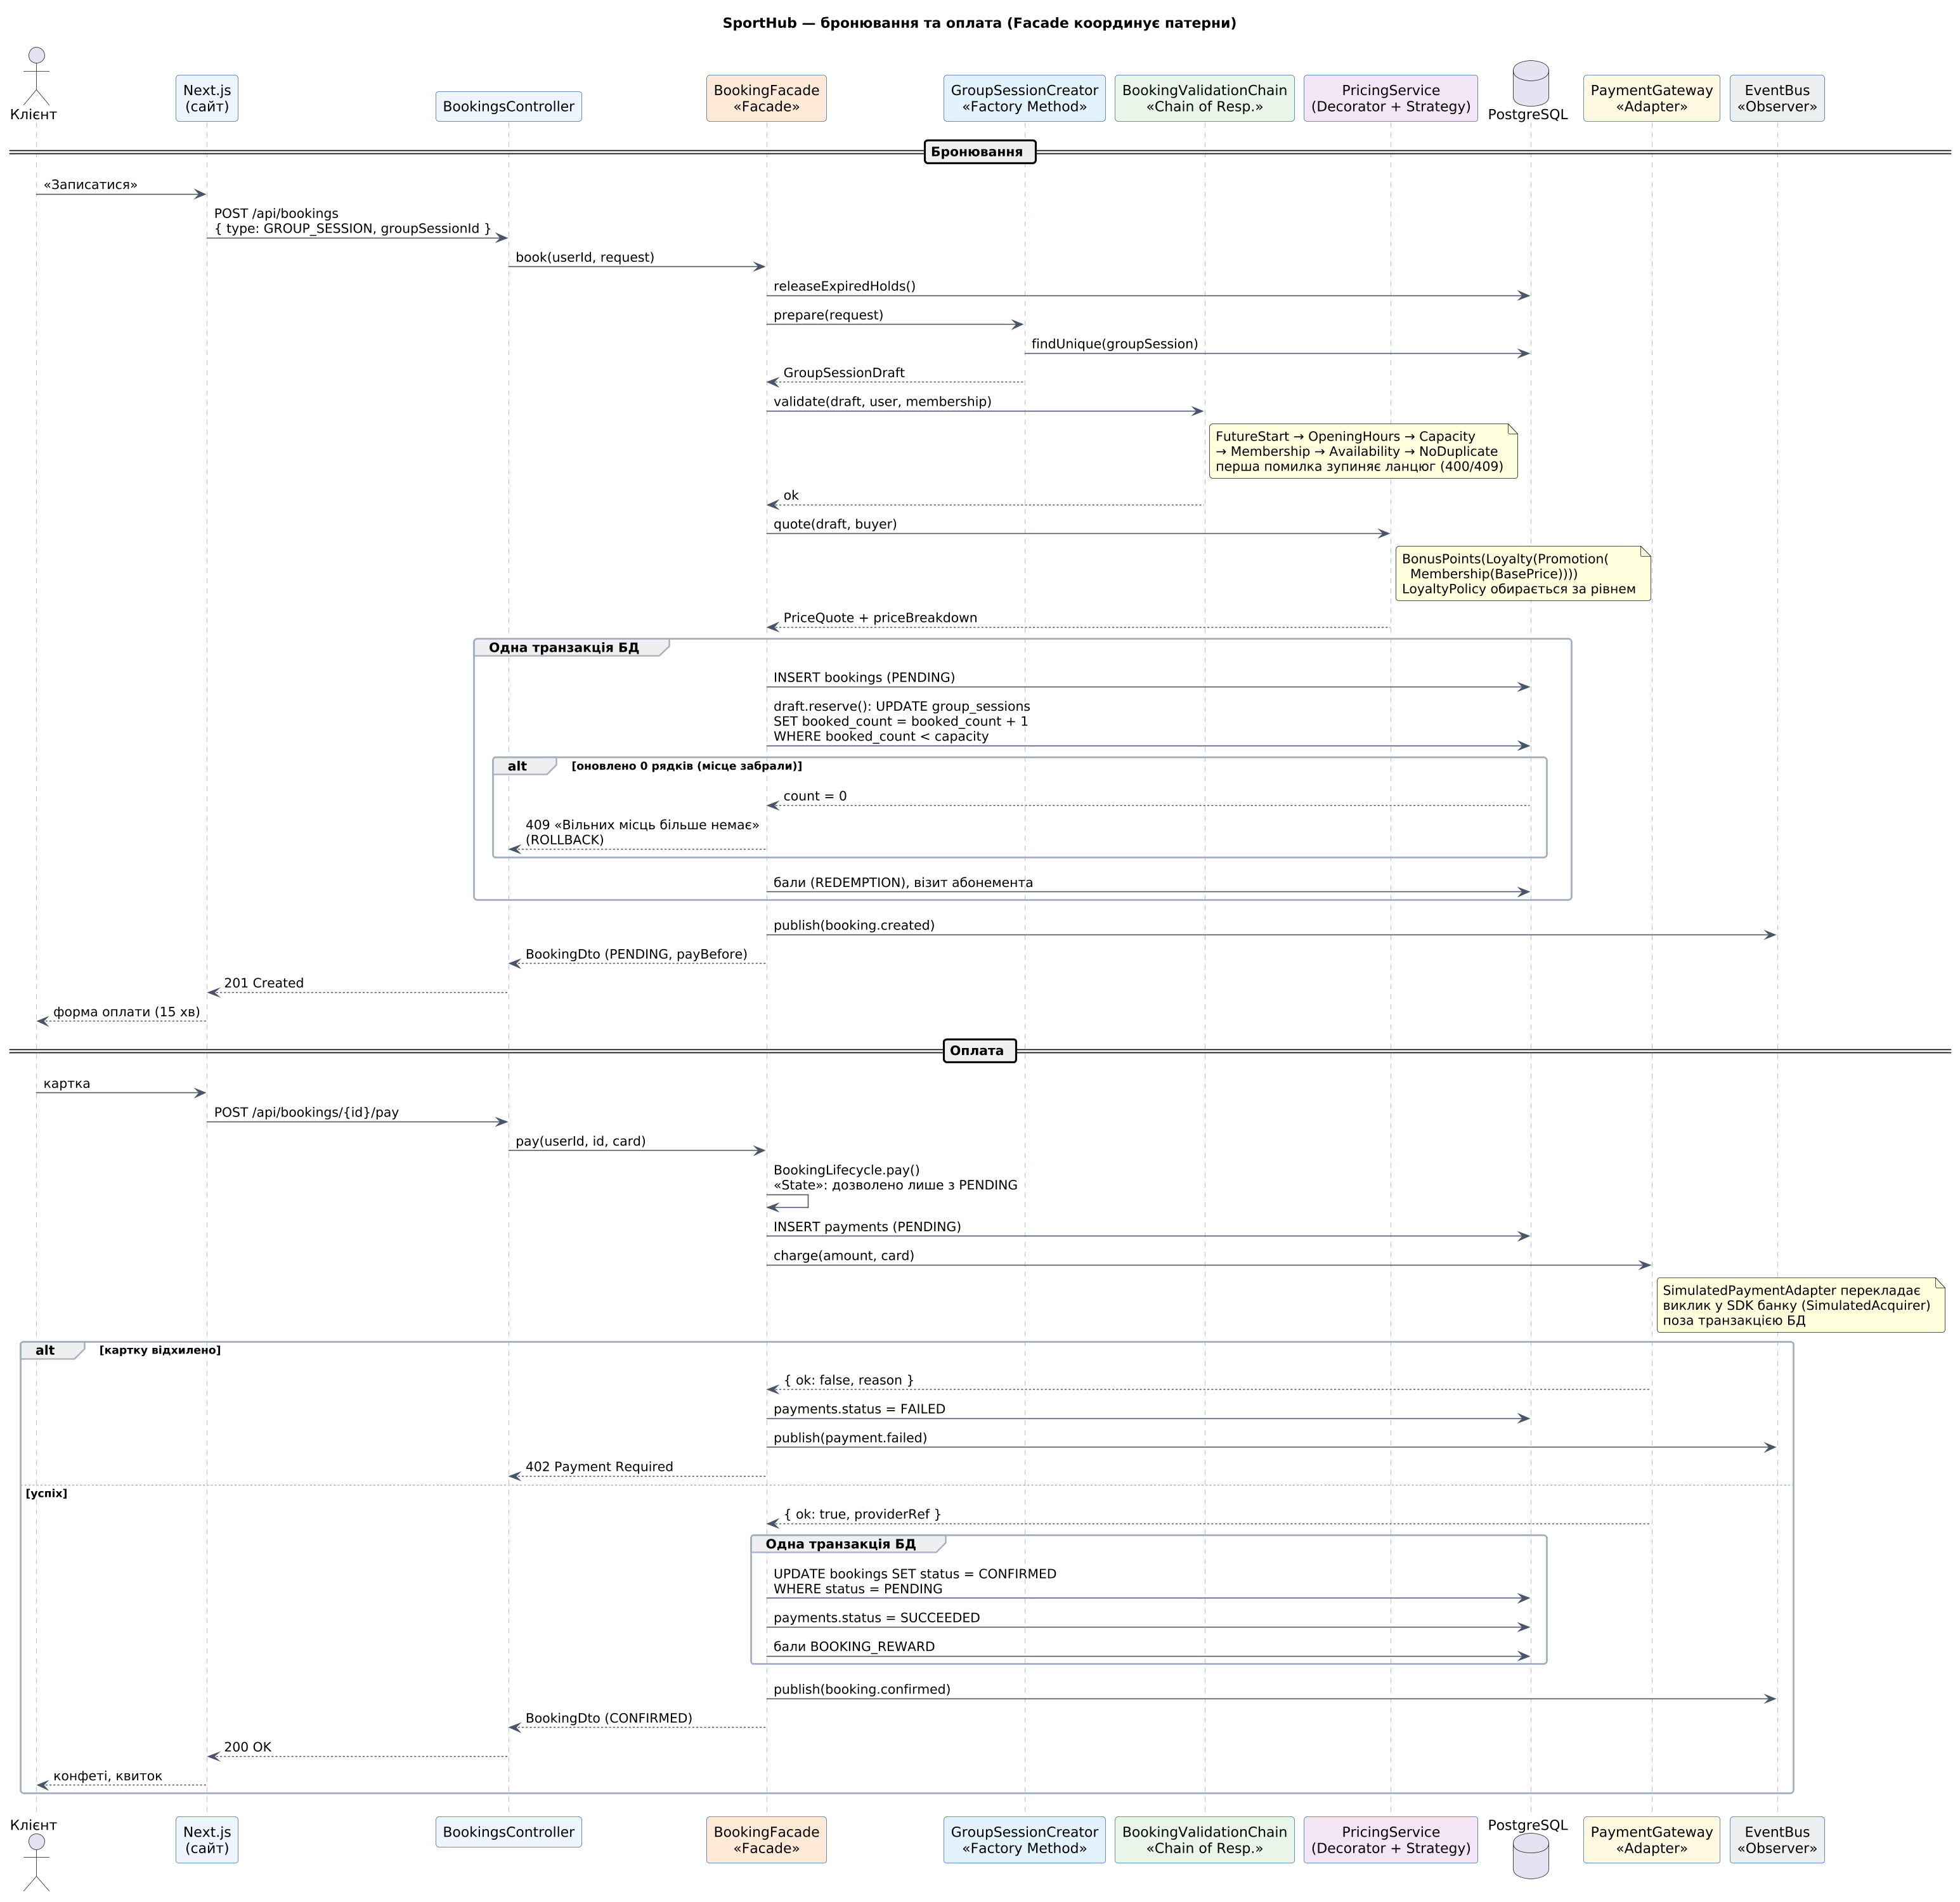 SportHub — бронювання та оплата (Facade координує патерни)
Клієнт
Next.js
(сайт)
BookingsController
BookingFacade
«Facade»
GroupSessionCreator
«Factory Method»
BookingValidationChain
«Chain of Resp.»
PricingService
(Decorator + Strategy)
PostgreSQL
PaymentGateway
«Adapter»
EventBus
«Observer»
Бронювання
«Записатися»
POST /api/bookings
{ type: GROUP_SESSION, groupSessionId }
book(userId, request)
releaseExpiredHolds()
prepare(request)
findUnique(groupSession)
GroupSessionDraft
validate(draft, user, membership)
FutureStart → OpeningHours → Capacity
→ Membership → Availability → NoDuplicate
перша помилка зупиняє ланцюг (400/409)
ok
quote(draft, buyer)
BonusPoints(Loyalty(Promotion(
Membership(BasePrice))))
LoyaltyPolicy обирається за рівнем
PriceQuote + priceBreakdown
Одна транзакція БД
INSERT bookings (PENDING)
draft.reserve(): UPDATE group_sessions
SET booked_count = booked_count + 1
WHERE booked_count < capacity
alt
[оновлено 0 рядків (місце забрали)]
count = 0
409 «Вільних місць більше немає»
(ROLLBACK)
бали (REDEMPTION), візит абонемента
publish(booking.created)
BookingDto (PENDING, payBefore)
201 Created
форма оплати (15 хв)
Оплата
картка
POST /api/bookings/{id}/pay
pay(userId, id, card)
BookingLifecycle.pay()
«State»: дозволено лише з PENDING
INSERT payments (PENDING)
charge(amount, card)
SimulatedPaymentAdapter перекладає
виклик у SDK банку (SimulatedAcquirer)
поза транзакцією БД
alt
[картку відхилено]
{ ok: false, reason }
payments.status = FAILED
publish(payment.failed)
402 Payment Required
[успіх]
{ ok: true, providerRef }
Одна транзакція БД
UPDATE bookings SET status = CONFIRMED
WHERE status = PENDING
payments.status = SUCCEEDED
бали BOOKING_REWARD
publish(booking.confirmed)
BookingDto (CONFIRMED)
200 OK
конфеті, квиток
Клієнт
Next.js
(сайт)
BookingsController
BookingFacade
«Facade»
GroupSessionCreator
«Factory Method»
BookingValidationChain
«Chain of Resp.»
PricingService
(Decorator + Strategy)
PostgreSQL
PaymentGateway
«Adapter»
EventBus
«Observer»